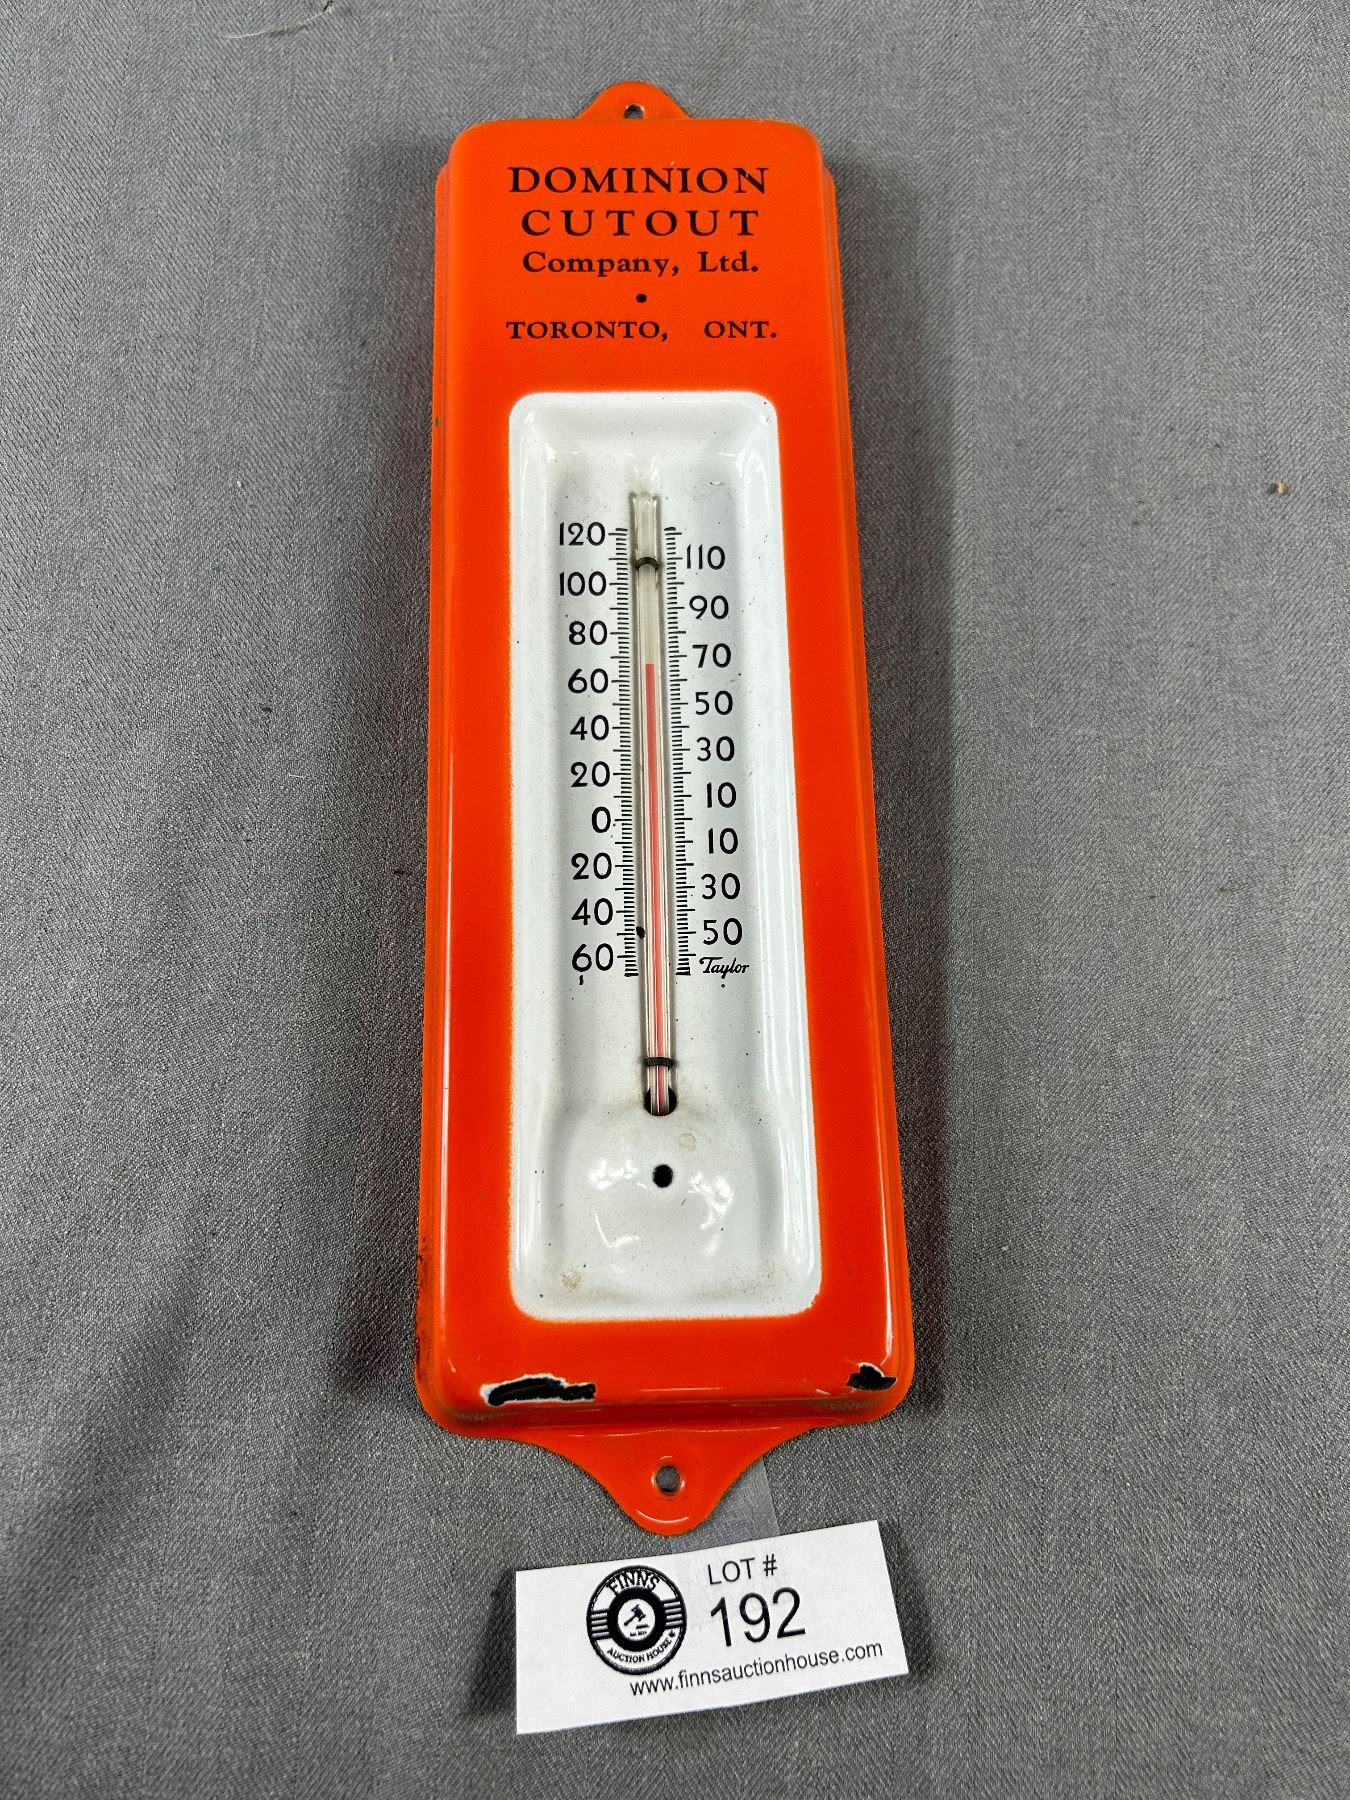 DOMINION
CUTOUT
Company, Ltd.
•
TORONTO, ONT.
120
110
100
90
80
70
60
50
40
30
20
10
0
10
20
30
40
50
60
Taylor
FINNS
AUCTION HOUSE
LOT #
192
www.finnsauctionhouse.com